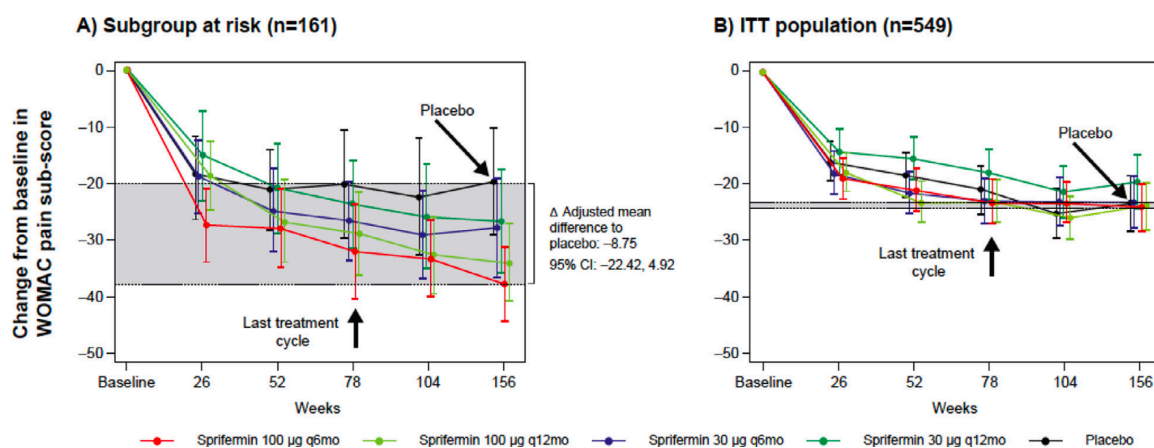 A) Subgroup at risk (n=161)
B) ITT population (n=549)
Change from baseline in
WOMAC pain sub-score
0
–10
–20
–30
–40
–50
Placebo
Last treatment
cycle
Δ Adjusted mean
difference to
placebo: –8.75
95% CI: –22.42, 4.92
Baseline 26 52 78 104 156
Weeks
0
–10
–20
–30
–40
–50
Placebo
Last treatment
cycle
Baseline 26 52 78 104 156
Weeks
Sprifermin 100 µg q6mo Sprifermin 100 µg q12mo Sprifermin 30 µg q6mo Sprifermin 30 µg q12mo Placebo